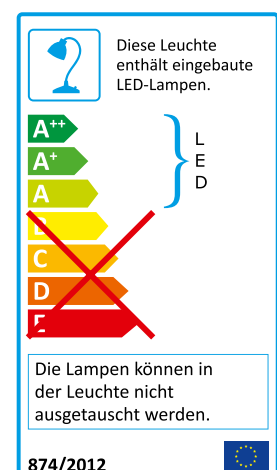 Diese Leuchte
enthält eingebaute
LED-Lampen.
A++
A+
A
B
C
D
E
L
E
D
Die Lampen können in
der Leuchte nicht
ausgetauscht werden.
874/2012